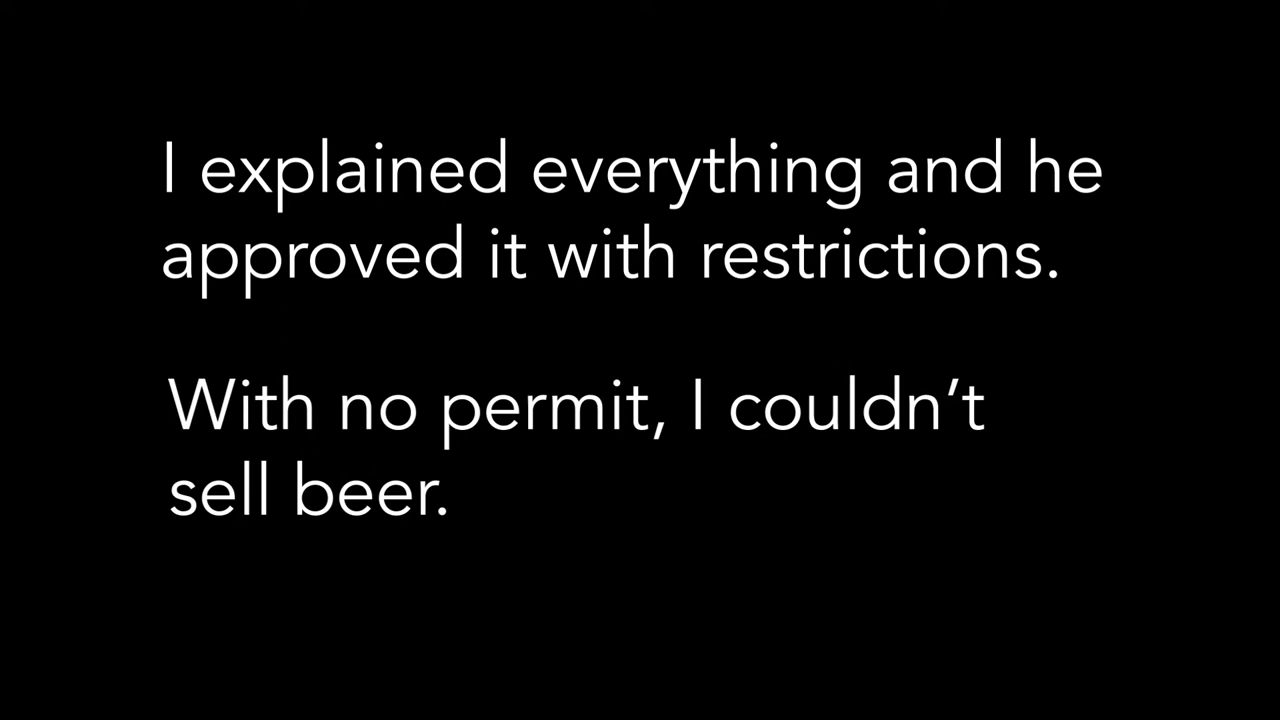 I explained everything and he
approved it with restrictions.
With no permit, I couldn’t
sell beer.